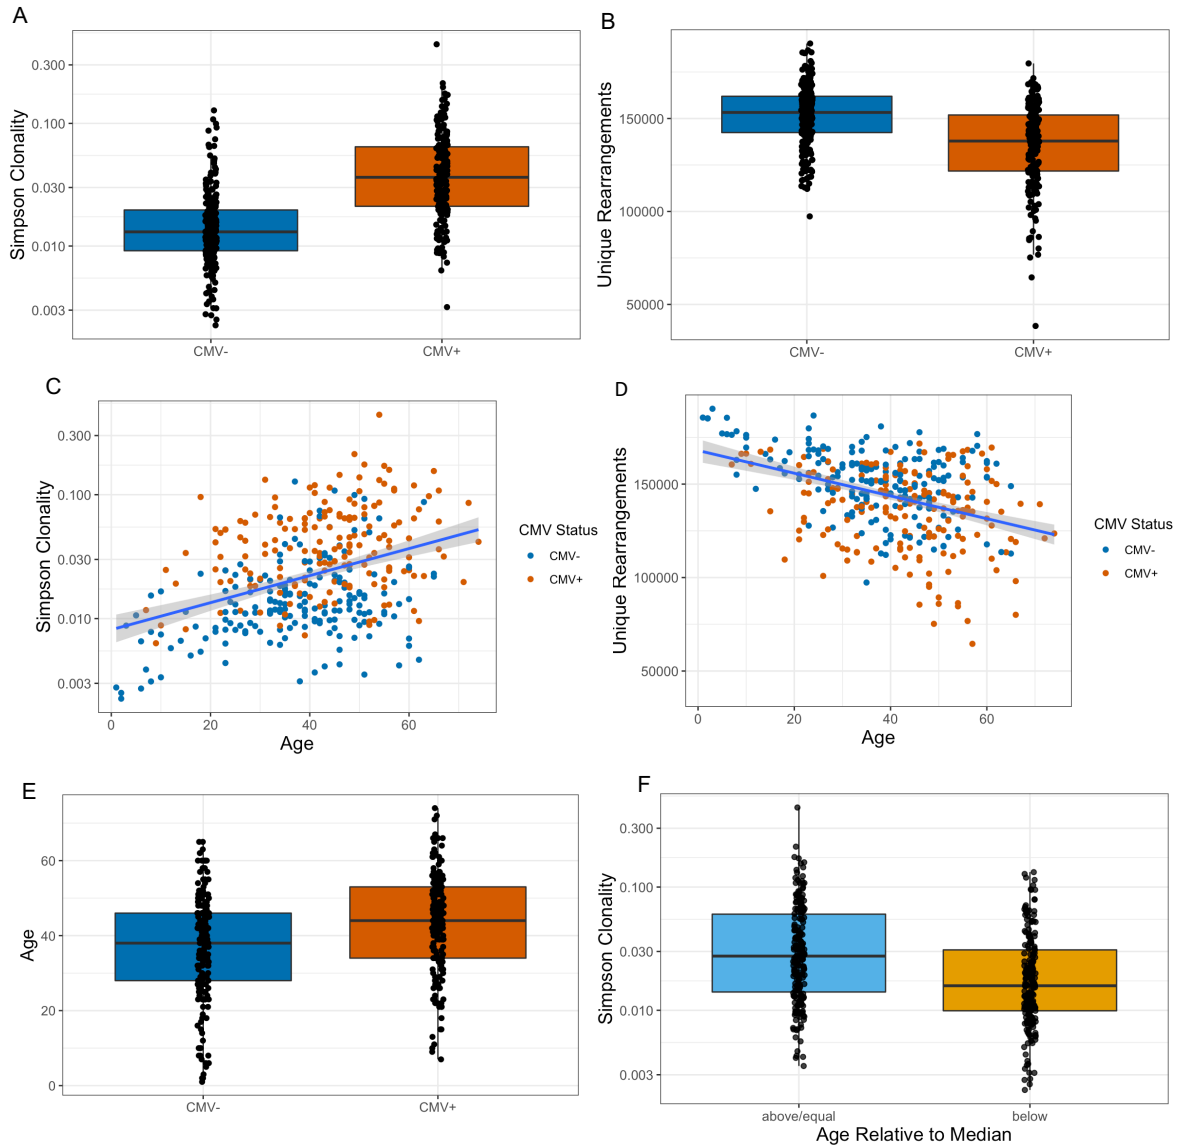 A
Simpson Clonality
0.300
0.100
0.030
0.010
0.003
CMV-
CMV+
B
Unique Rearrangements
150000
100000
50000
CMV-
CMV+
C
Simpson Clonality
0.300
0.100
0.030
0.010
0.003
0
20
40
60
Age
CMV Status
CMV-
CMV+
D
Unique Rearrangements
150000
100000
50000
0
20
40
60
Age
CMV Status
CMV-
CMV+
E
Age
60
40
20
0
CMV-
CMV+
F
Simpson Clonality
0.300
0.100
0.030
0.010
0.003
above/equal
below
Age Relative to Median